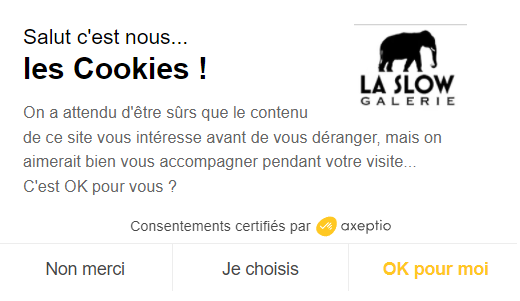 Salut c'est nous...
les Cookies !
LA SLOW
GALERIE
On a attendu d'être sûrs que le contenu
de ce site vous intéresse avant de vous déranger, mais on
aimerait bien vous accompagner pendant votre visite...
C'est OK pour vous ?
Consentements certifiés par axeptio
Non merci
Je choisis
OK pour moi